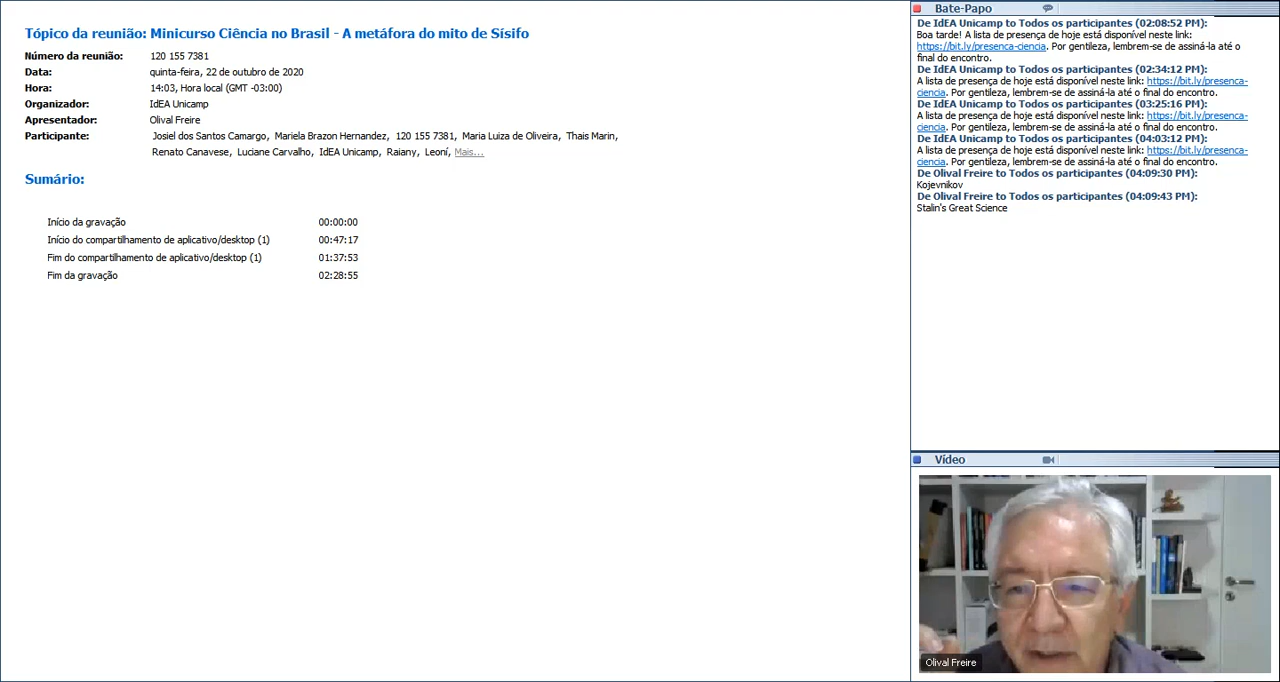 Tópico da reunião: Minicurso Ciência no Brasil - A metáfora do mito de Sísifo
Número da reunião: 120 155 7381
Data: quinta-feira, 22 de outubro de 2020
Hora: 14:03, Hora local (GMT -03:00)
Organizador: IdEA Unicamp
Apresentador: Olival Freire
Participante: Josiel dos Santos Camargo, Mariela Brazon Hernandez, 120 155 7381, Maria Luiza de Oliveira, Thais Marin,
Renato Canavese, Luciane Carvalho, IdEA Unicamp, Raiany, Leoní, Mais...
Sumário:
Início da gravação 00:00:00
Início do compartilhamento de aplicativo/desktop (1) 00:47:17
Fim do compartilhamento de aplicativo/desktop (1) 01:37:53
Fim da gravação 02:28:55
Bate-Papo
De IdEA Unicamp to Todos os participantes (02:08:52 PM):
Boa tarde! A lista de presença de hoje está disponível neste link:
https://bit.ly/presenca-ciencia. Por gentileza, lembrem-se de assiná-la até o
final do encontro.
De IdEA Unicamp to Todos os participantes (02:34:12 PM):
A lista de presença de hoje está disponível neste link: https://bit.ly/presenca-
ciencia. Por gentileza, lembrem-se de assiná-la até o final do encontro.
De IdEA Unicamp to Todos os participantes (03:25:16 PM):
A lista de presença de hoje está disponível neste link: https://bit.ly/presenca-
ciencia. Por gentileza, lembrem-se de assiná-la até o final do encontro.
De IdEA Unicamp to Todos os participantes (04:03:12 PM):
A lista de presença de hoje está disponível neste link: https://bit.ly/presenca-
ciencia. Por gentileza, lembrem-se de assiná-la até o final do encontro.
De Olival Freire to Todos os participantes (04:09:30 PM):
Kojevnikov
De Olival Freire to Todos os participantes (04:09:43 PM):
Stalin's Great Science
Vídeo
Olival Freire